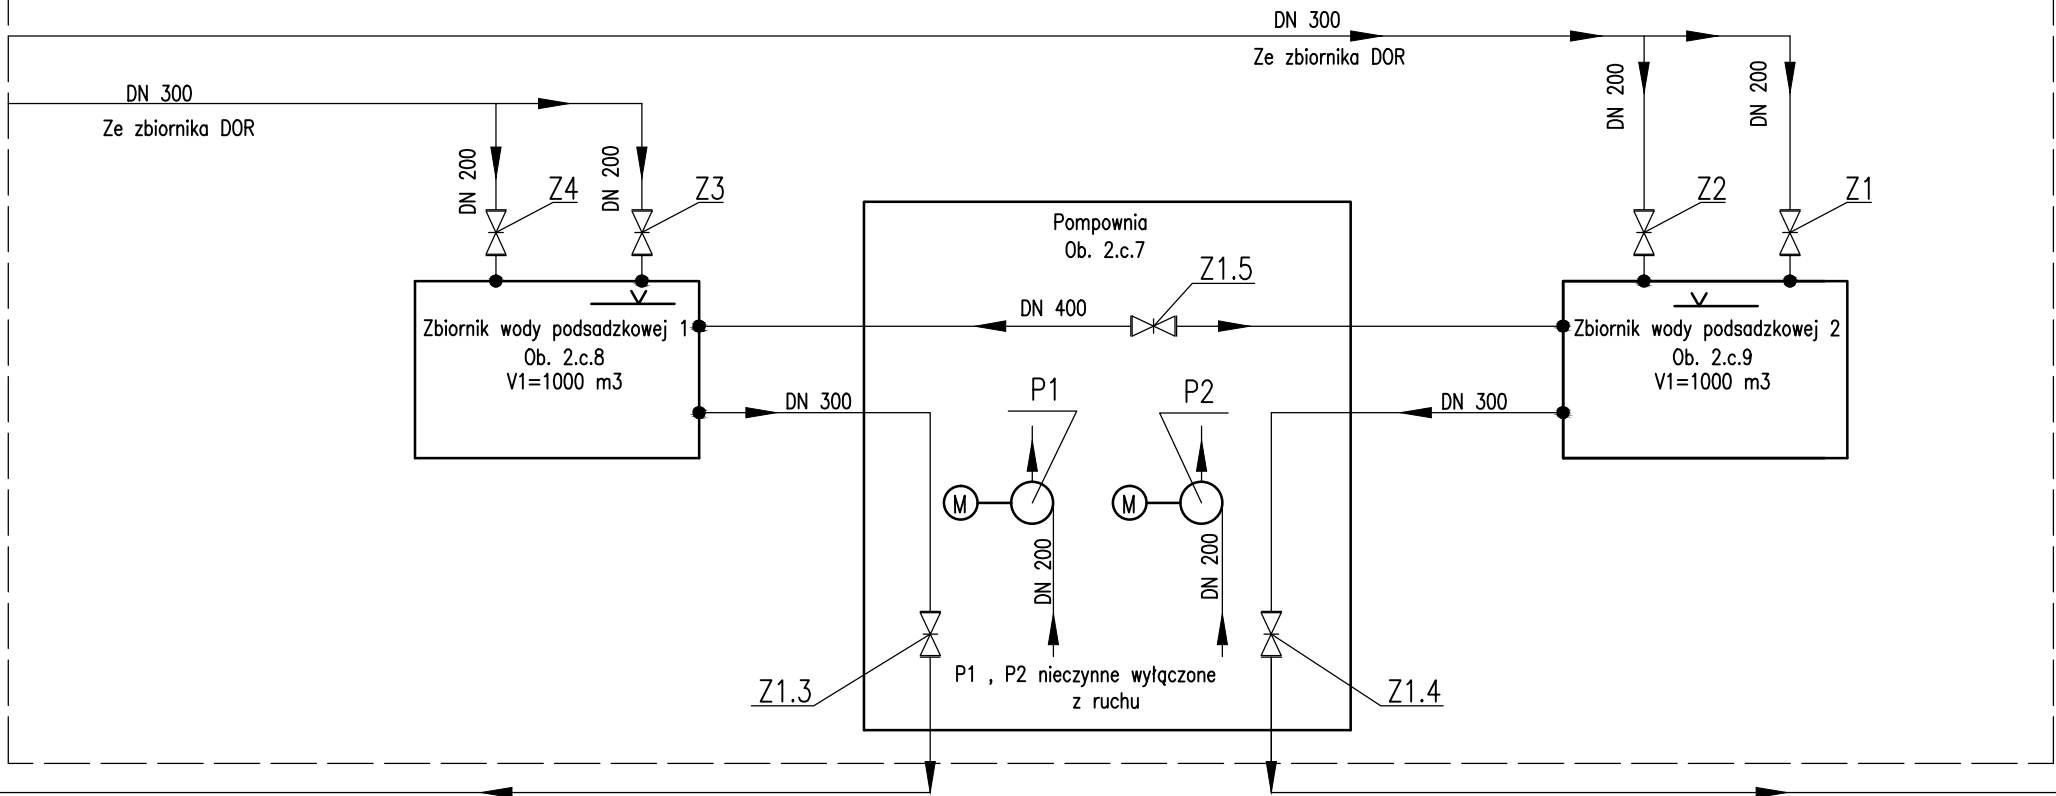 DN 300
Ze zbiornika DOR
DN 300
Ze zbiornika DOR
DN 200
DN 200
DN 200
DN 200
Z4
Z3
Z2
Z1
Pompownia
Ob. 2.c.7
Z1.5
DN 400
Zbiornik wody podsadzkowej 1
Ob. 2.c.8
V1=1000 m3
Zbiornik wody podsadzkowej 2
Ob. 2.c.9
V1=1000 m3
DN 300
P1
P2
DN 300
M
M
DN 200
DN 200
P1 , P2 nieczynne wyłączone
z ruchu
Z1.3
Z1.4